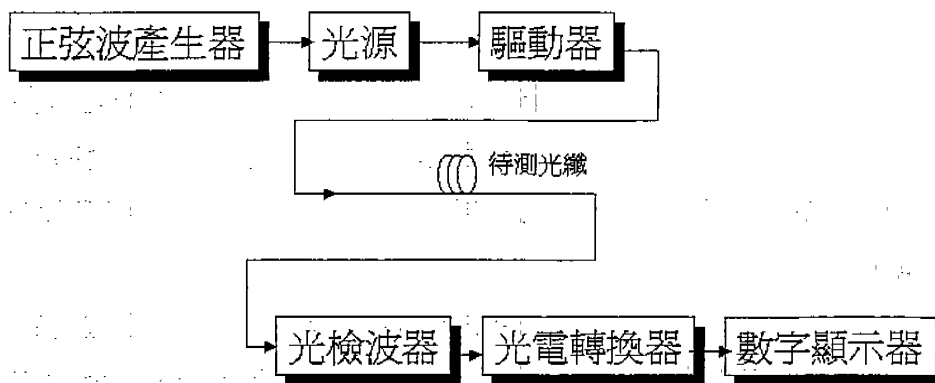 正弦波產生器
光源
驅動器
待測光纖
光檢波器
光電轉換器
數字顯示器